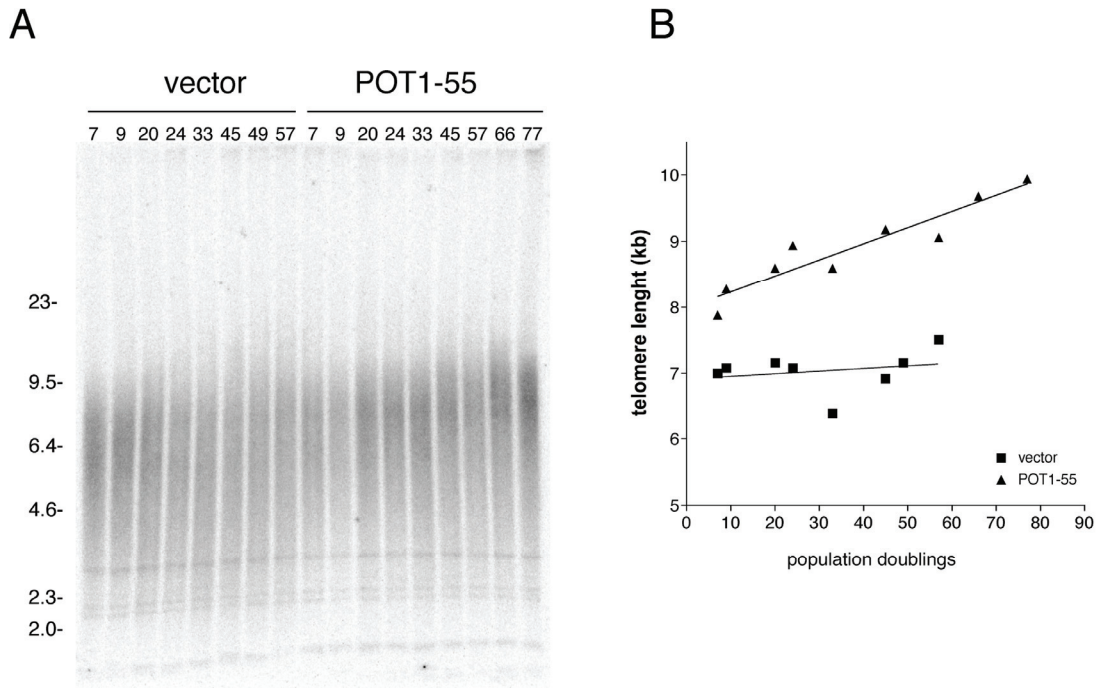 A
vector POT1-55
7 9 20 24 33 45 49 57 7 9 20 24 33 45 57 66 77
23-
9.5-
6.4-
4.6-
2.3-
2.0-
B
telomere lenght (kb)
10
9
8
7
6
5
vector
POT1-55
0 10 20 30 40 50 60 70 80 90
population doublings